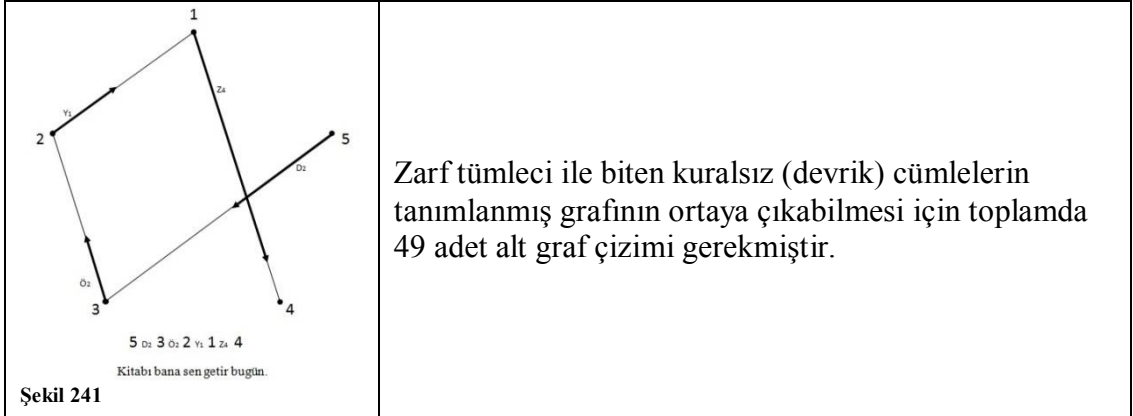 1
Z4
Y1
2
5
D2
Ö2
3
4
5 D2 3 Ö2 2 Y1 1 Z4 4
Kitabı bana sen getir bugün.
Şekil 241
Zarf tümleci ile biten kuralsız (devrik) cümlelerin
tanımlanmış grafının ortaya çıkabilmesi için toplamda
49 adet alt graf çizimi gerekmiştir.